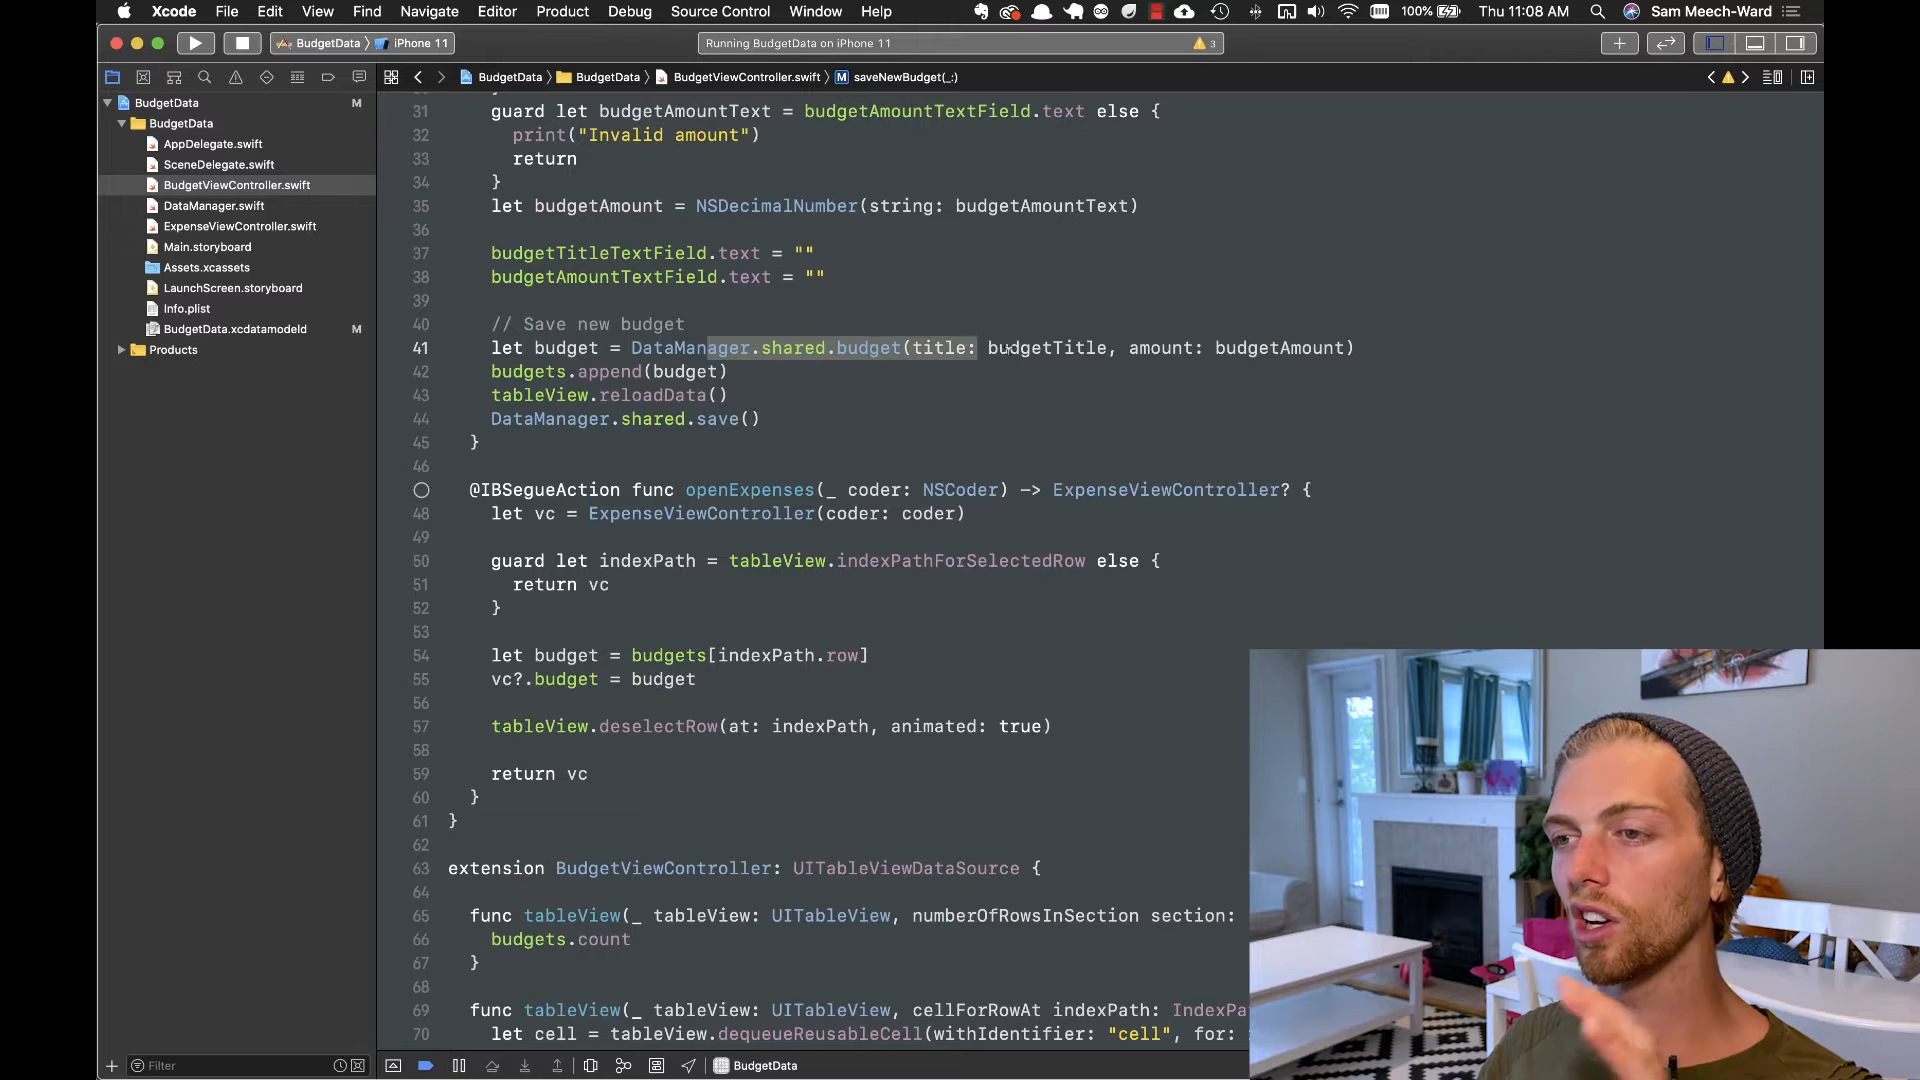 Xcode File Edit View Find Navigate Editor Product Debug Source Control Window Help 100% Thu 11:08 AM Sam Meech-Ward
BudgetData iPhone 11 Running BudgetData on iPhone 11 3
BudgetData BudgetData BudgetViewController.swift M saveNewBudget(_:)
BudgetData M
BudgetData
AppDelegate.swift
SceneDelegate.swift
BudgetViewController.swift
DataManager.swift
ExpenseViewController.swift
Main.storyboard
Assets.xcassets
LaunchScreen.storyboard
Info.plist
BudgetData.xcdatamodeld M
Products
Filter
31 guard let budgetAmountText = budgetAmountTextField.text else {
32 print("Invalid amount")
33 return
34 }
35 let budgetAmount = NSDecimalNumber(string: budgetAmountText)
36
37 budgetTitleTextField.text = ""
38 budgetAmountTextField.text = ""
39
40 // Save new budget
41 let budget = DataManager.shared.budget(title: budgetTitle, amount: budgetAmount)
42 budgets.append(budget)
43 tableView.reloadData()
44 DataManager.shared.save()
45 }
46
@IBSegueAction func openExpenses(_ coder: NSCoder) -> ExpenseViewController? {
48 let vc = ExpenseViewController(coder: coder)
49
50 guard let indexPath = tableView.indexPathForSelectedRow else {
51 return vc
52 }
53
54 let budget = budgets[indexPath.row]
55 vc?.budget = budget
56
57 tableView.deselectRow(at: indexPath, animated: true)
58
59 return vc
60 }
61 }
62
63 extension BudgetViewController: UITableViewDataSource {
64
65 func tableView(_ tableView: UITableView, numberOfRowsInSection section:
66 budgets.count
67 }
68
69 func tableView(_ tableView: UITableView, cellForRowAt indexPath: IndexPa
70 let cell = tableView.dequeueReusableCell(withIdentifier: "cell", for:
BudgetData